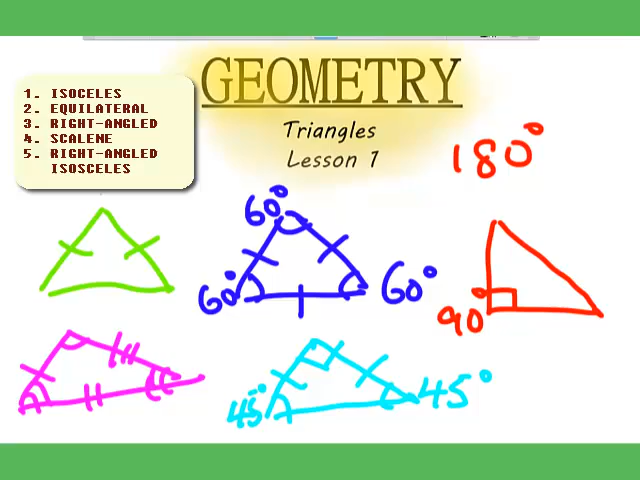 GEOMETRY
Triangles
Lesson 1
1. ISOCELES
2. EQUILATERAL
3. RIGHT-ANGLED
4. SCALENE
5. RIGHT-ANGLED
ISOSCELES
180°
60°
60°
60°
90°
45°
45°